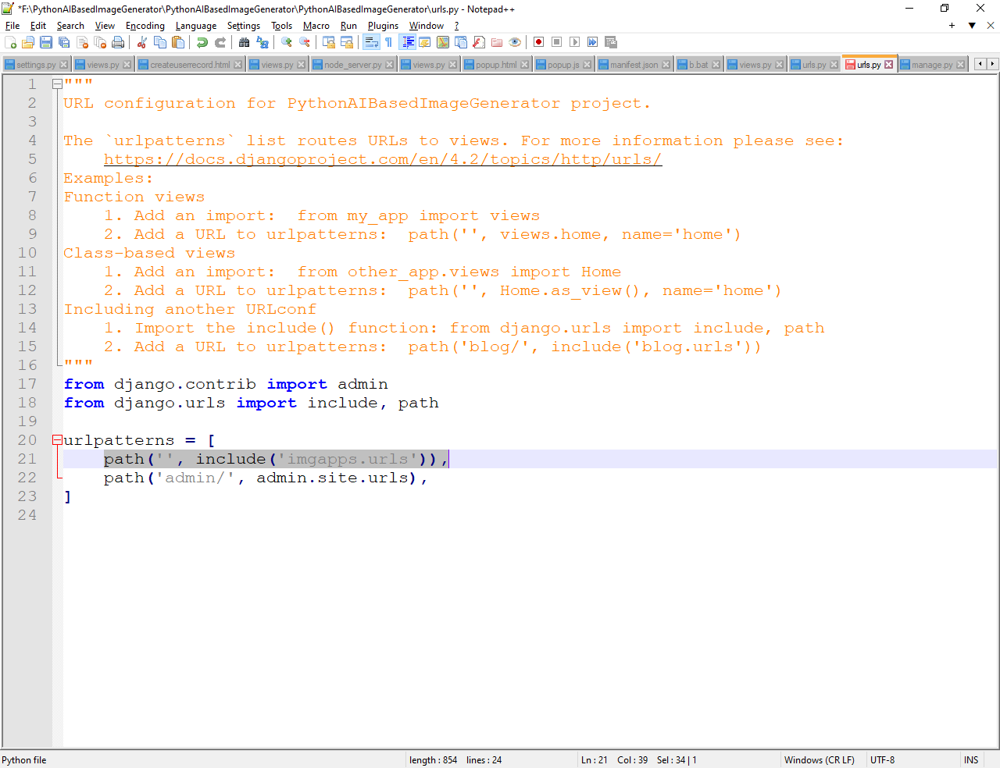 *F:\PythonAIBasedImageGenerator\PythonAIBasedImageGenerator\PythonAIBasedImageGenerator\urls.py - Notepad++
File Edit Search View Encoding Language Settings Tools Macro Run Plugins Window ?
settings.py views.py createuserrecord.html views.py node_server.py views.py popup.html popup.js manifest.json b.bat views.py urls.py urls.py manage.py
1 """
2 URL configuration for PythonAIBasedImageGenerator project.
3
4 The `urlpatterns` list routes URLs to views. For more information please see:
5 https://docs.djangoproject.com/en/4.2/topics/http/urls/
6 Examples:
7 Function views
8 1. Add an import:  from my_app import views
9 2. Add a URL to urlpatterns:  path('', views.home, name='home')
10 Class-based views
11 1. Add an import:  from other_app.views import Home
12 2. Add a URL to urlpatterns:  path('', Home.as_view(), name='home')
13 Including another URLconf
14 1. Import the include() function: from django.urls import include, path
15 2. Add a URL to urlpatterns:  path('blog/', include('blog.urls'))
16 """
17 from django.contrib import admin
18 from django.urls import include, path
19
20 urlpatterns = [
21 path('', include('imgapps.urls')),
22 path('admin/', admin.site.urls),
23 ]
24
Python file length : 854 lines : 24 Ln : 21 Col : 39 Sel : 34 | 1 Windows (CR LF) UTF-8 INS